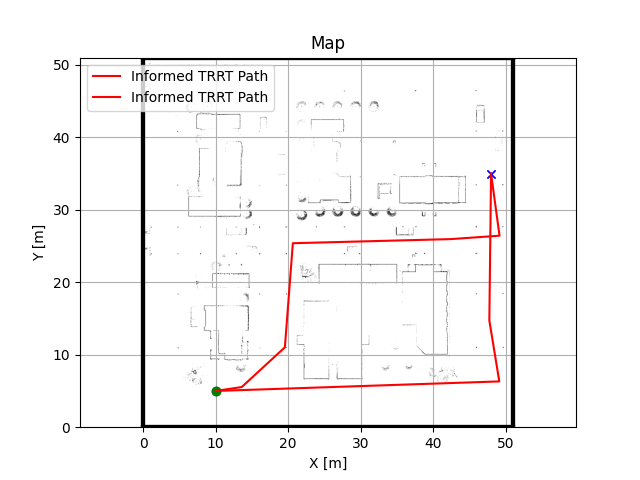 Map
Informed TRRT Path
Informed TRRT Path
Y [m]
50
40
30
20
10
0
0 10 20 30 40 50
X [m]